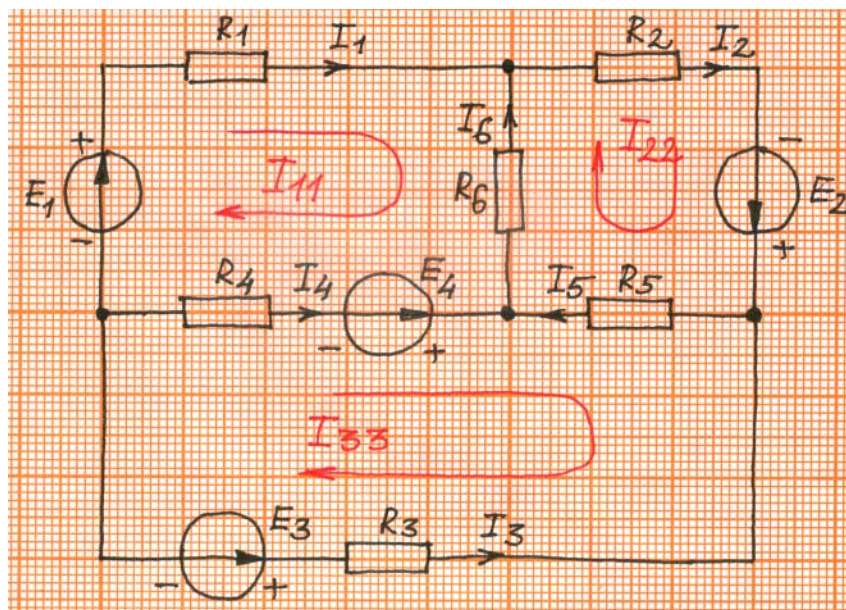 R1 I1 R2 I2
+ I6 I22 -
E1 I11 R6 E2
- +
R4 I4 E4 I5 R5
- +
I33
E3 R3 I3
- +